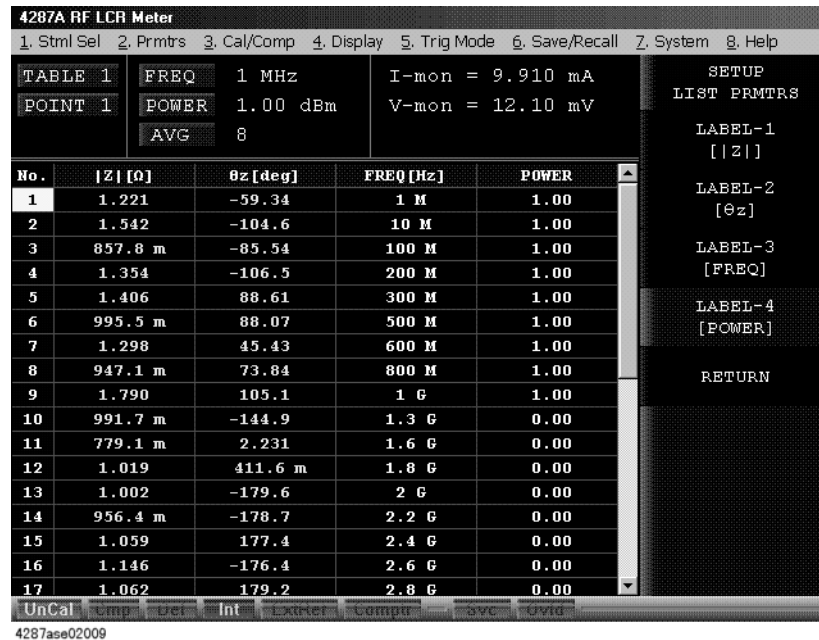 4287A RF LCR Meter
1. Stml Sel 2. Prmtrs 3. Cal/Comp 4. Display 5. Trig Mode 6. Save/Recall 7. System 8. Help
TABLE 1 FREQ 1 MHz I-mon = 9.910 mA
POINT 1 POWER 1.00 dBm V-mon = 12.10 mV
AVG 8
No. |Z|[Ω] θz[deg] FREQ[Hz] POWER
1 1.221 -59.34 1 M 1.00
2 1.542 -104.6 10 M 1.00
3 857.8 m -85.54 100 M 1.00
4 1.354 -106.5 200 M 1.00
5 1.406 88.61 300 M 1.00
6 995.5 m 88.07 500 M 1.00
7 1.298 45.43 600 M 1.00
8 947.1 m 73.84 800 M 1.00
9 1.790 105.1 1 G 1.00
10 991.7 m -144.9 1.3 G 0.00
11 779.1 m 2.231 1.6 G 0.00
12 1.019 411.6 m 1.8 G 0.00
13 1.002 -179.6 2 G 0.00
14 956.4 m -178.7 2.2 G 0.00
15 1.059 177.4 2.4 G 0.00
16 1.146 -176.4 2.6 G 0.00
17 1.062 179.2 2.8 G 0.00
SETUP
LIST PRMTRS
LABEL-1
[|Z|]
LABEL-2
[θz]
LABEL-3
[FREQ]
LABEL-4
[POWER]
RETURN
UnCal Cmp Del Int ExtRef Svc Ovld
4287ase02009